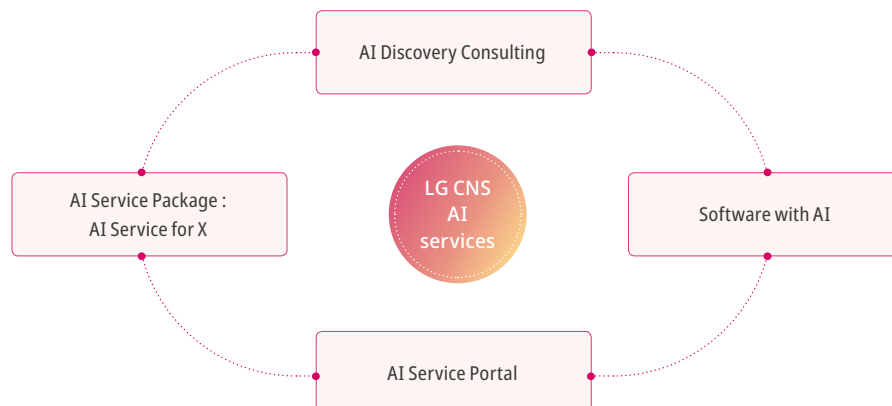 AI Discovery Consulting
AI Service Package :
AI Service for X
LG CNS
AI
services
Software with AI
AI Service Portal